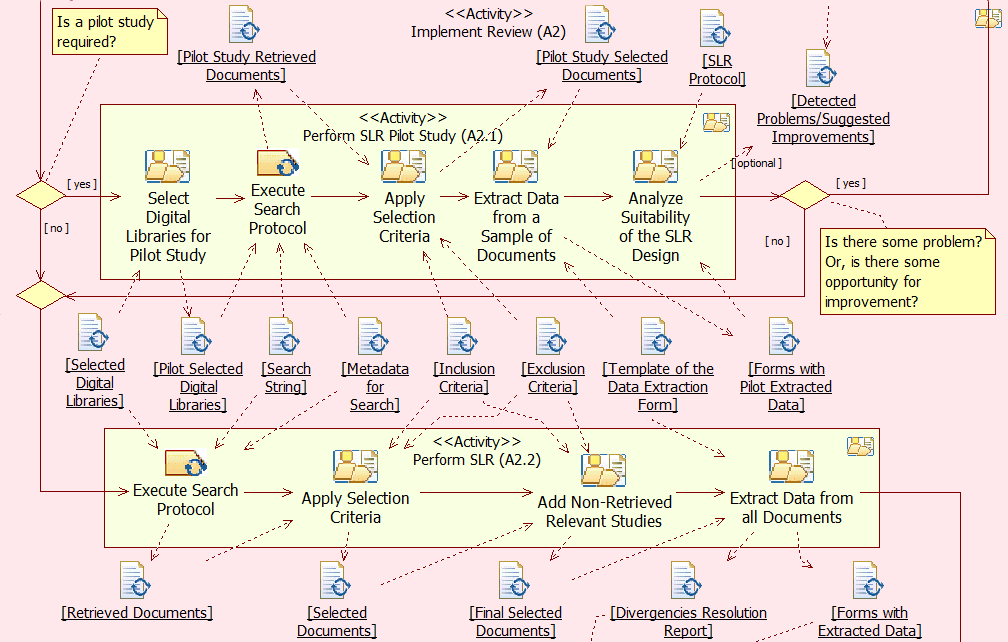 <<Activity>>
Implement Review (A2)
Is a pilot study
required?
[Pilot Study Retrieved
Documents]
[Pilot Study Selected
Documents]
[SLR
Protocol]
[Detected
Problems/Suggested
Improvements]
<<Activity>>
Perform SLR Pilot Study (A2.1)
[optional]
[yes]
[no]
Select
Digital
Libraries for
Pilot Study
Execute
Search
Protocol
Apply
Selection
Criteria
Extract Data
from a
Sample of
Documents
Analyze
Suitability
of the SLR
Design
[yes]
[no]
Is there some problem?
Or, is there some
opportunity for
improvement?
[Selected
Digital
Libraries]
[Pilot Selected
Digital
Libraries]
[Search
String]
[Metadata
for
Search]
[Inclusion
Criteria]
[Exclusion
Criteria]
[Template of the
Data Extraction
Form]
[Forms with
Pilot Extracted
Data]
<<Activity>>
Perform SLR (A2.2)
Execute Search
Protocol
Apply Selection
Criteria
Add Non-Retrieved
Relevant Studies
Extract Data from
all Documents
[Retrieved Documents]
[Selected
Documents]
[Final Selected
Documents]
[Divergencies Resolution
Report]
[Forms with
Extracted Data]